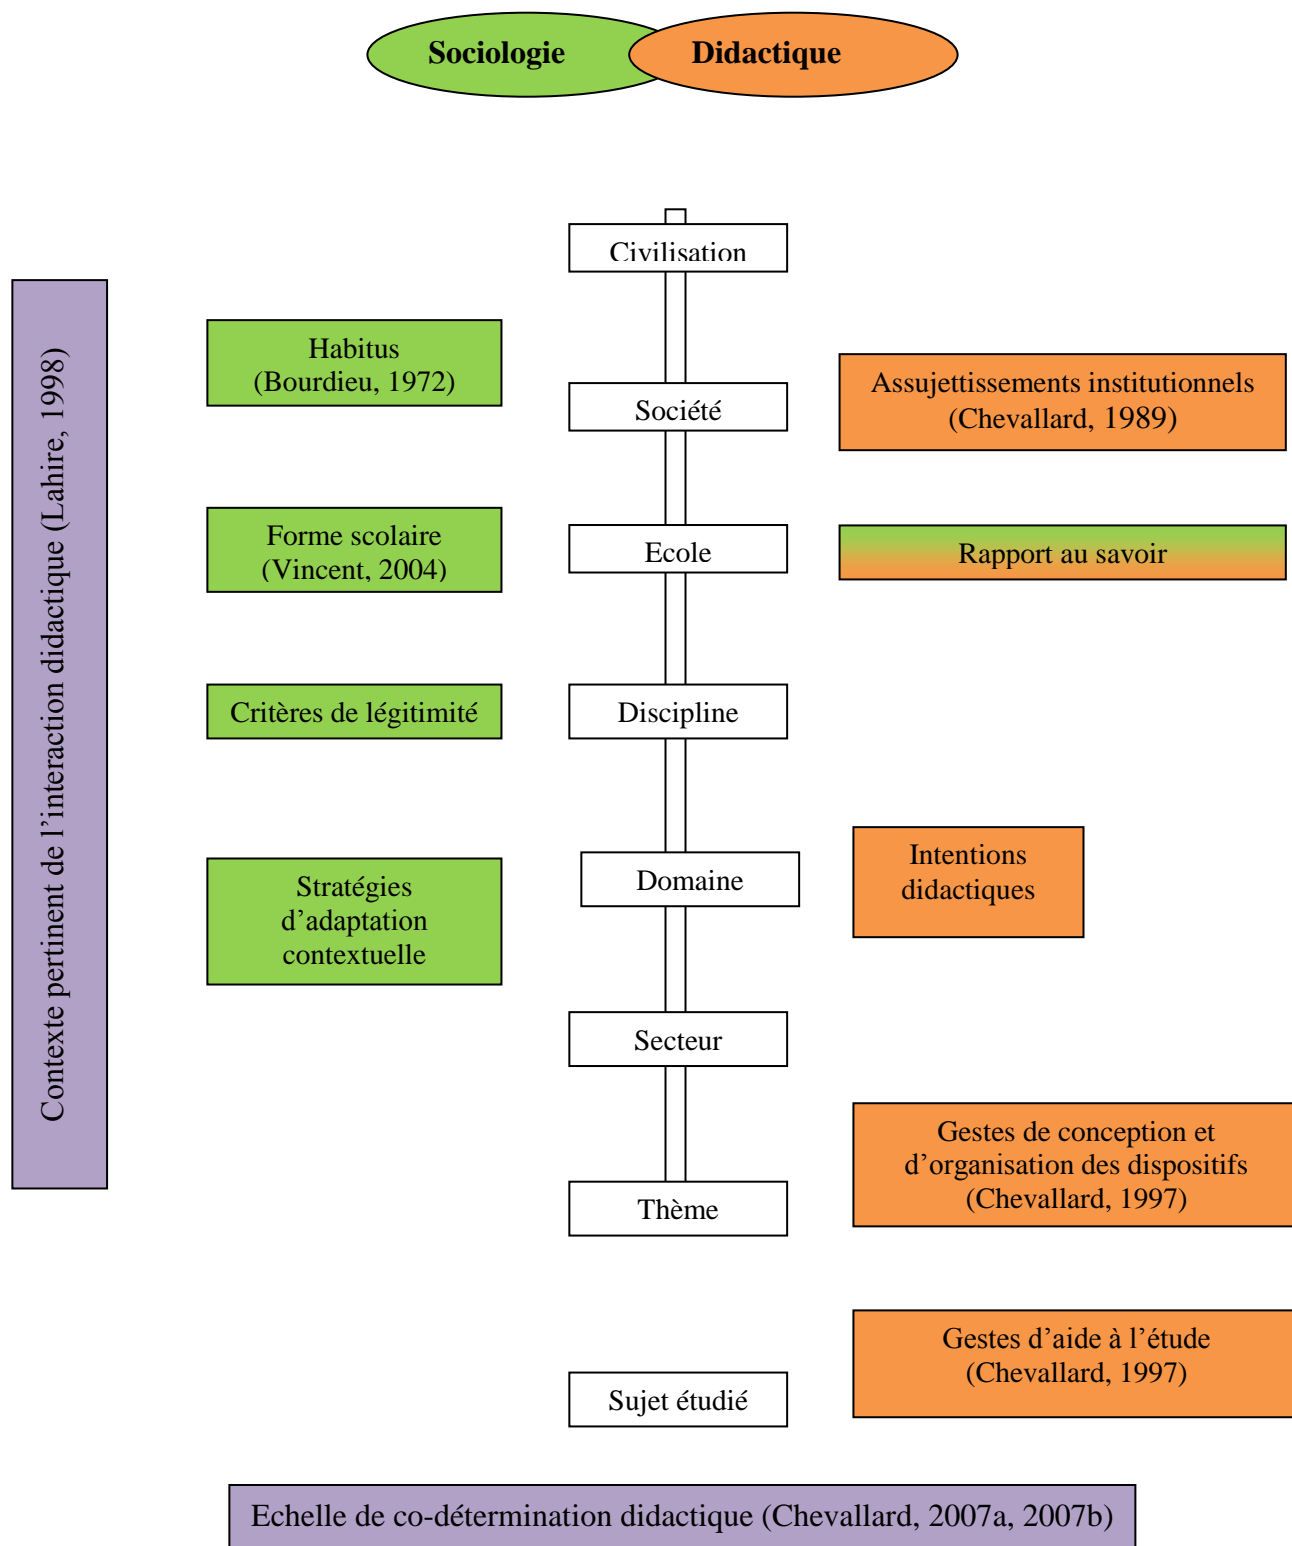 Sociologie
Didactique
Civilisation
Contexte pertinent de l’interaction didactique (Lahire, 1998)
Habitus
(Bourdieu, 1972)
Société
Assujettissements institutionnels
(Chevallard, 1989)
Forme scolaire
(Vincent, 2004)
Ecole
Rapport au savoir
Critères de légitimité
Discipline
Stratégies
d’adaptation
contextuelle
Domaine
Intentions
didactiques
Secteur
Gestes de conception et
d’organisation des dispositifs
(Chevallard, 1997)
Thème
Gestes d’aide à l’étude
(Chevallard, 1997)
Sujet étudié
Echelle de co-détermination didactique (Chevallard, 2007a, 2007b)